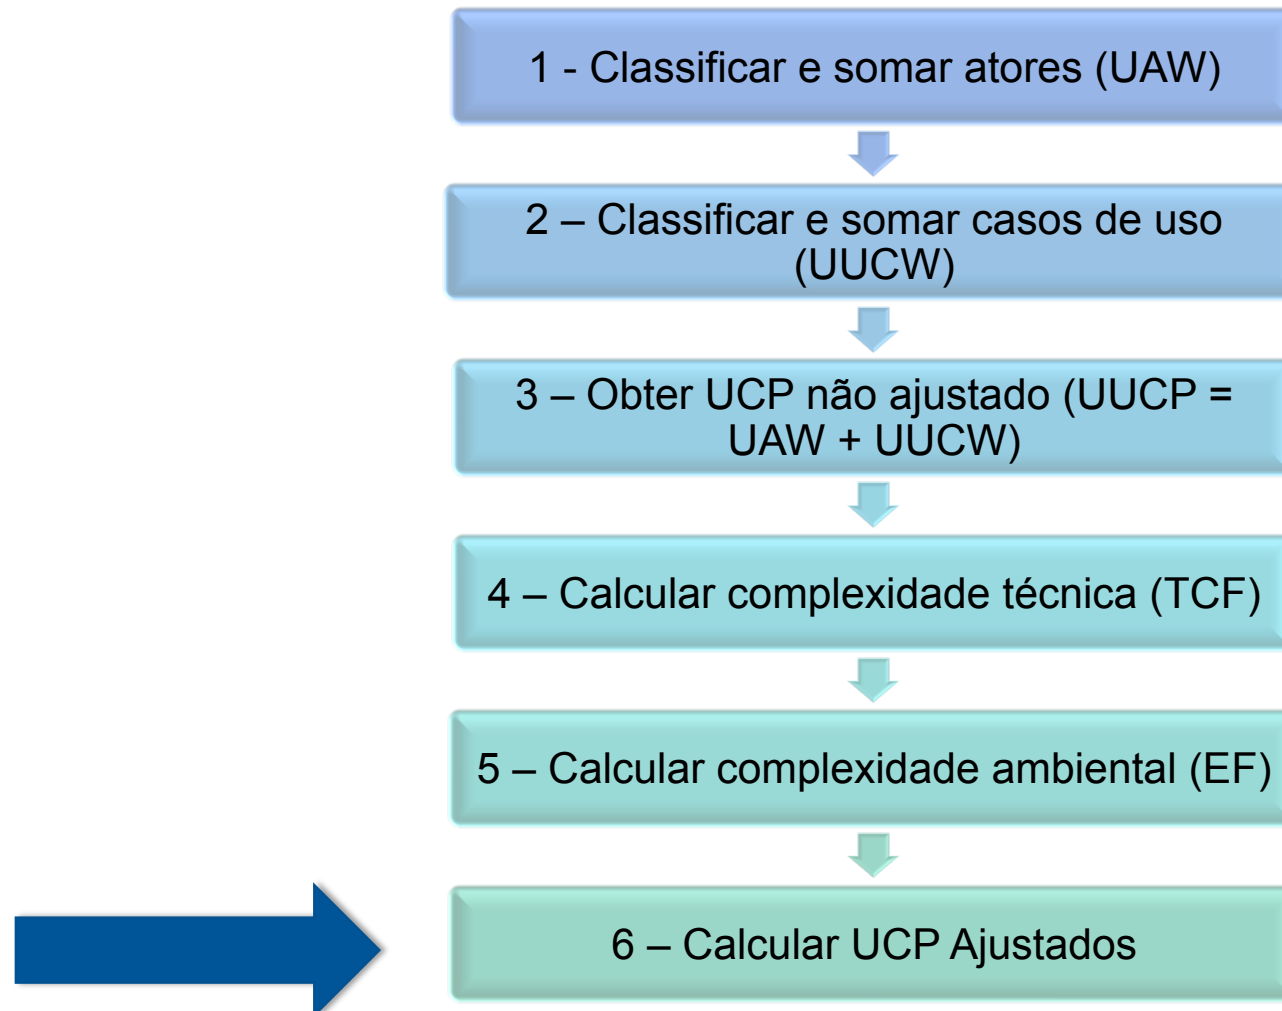 1 - Classificar e somar atores (UAW)
2 – Classificar e somar casos de uso
(UUCW)
3 – Obter UCP não ajustado (UUCP =
UAW + UUCW)
4 – Calcular complexidade técnica (TCF)
5 – Calcular complexidade ambiental (EF)
6 – Calcular UCP Ajustados